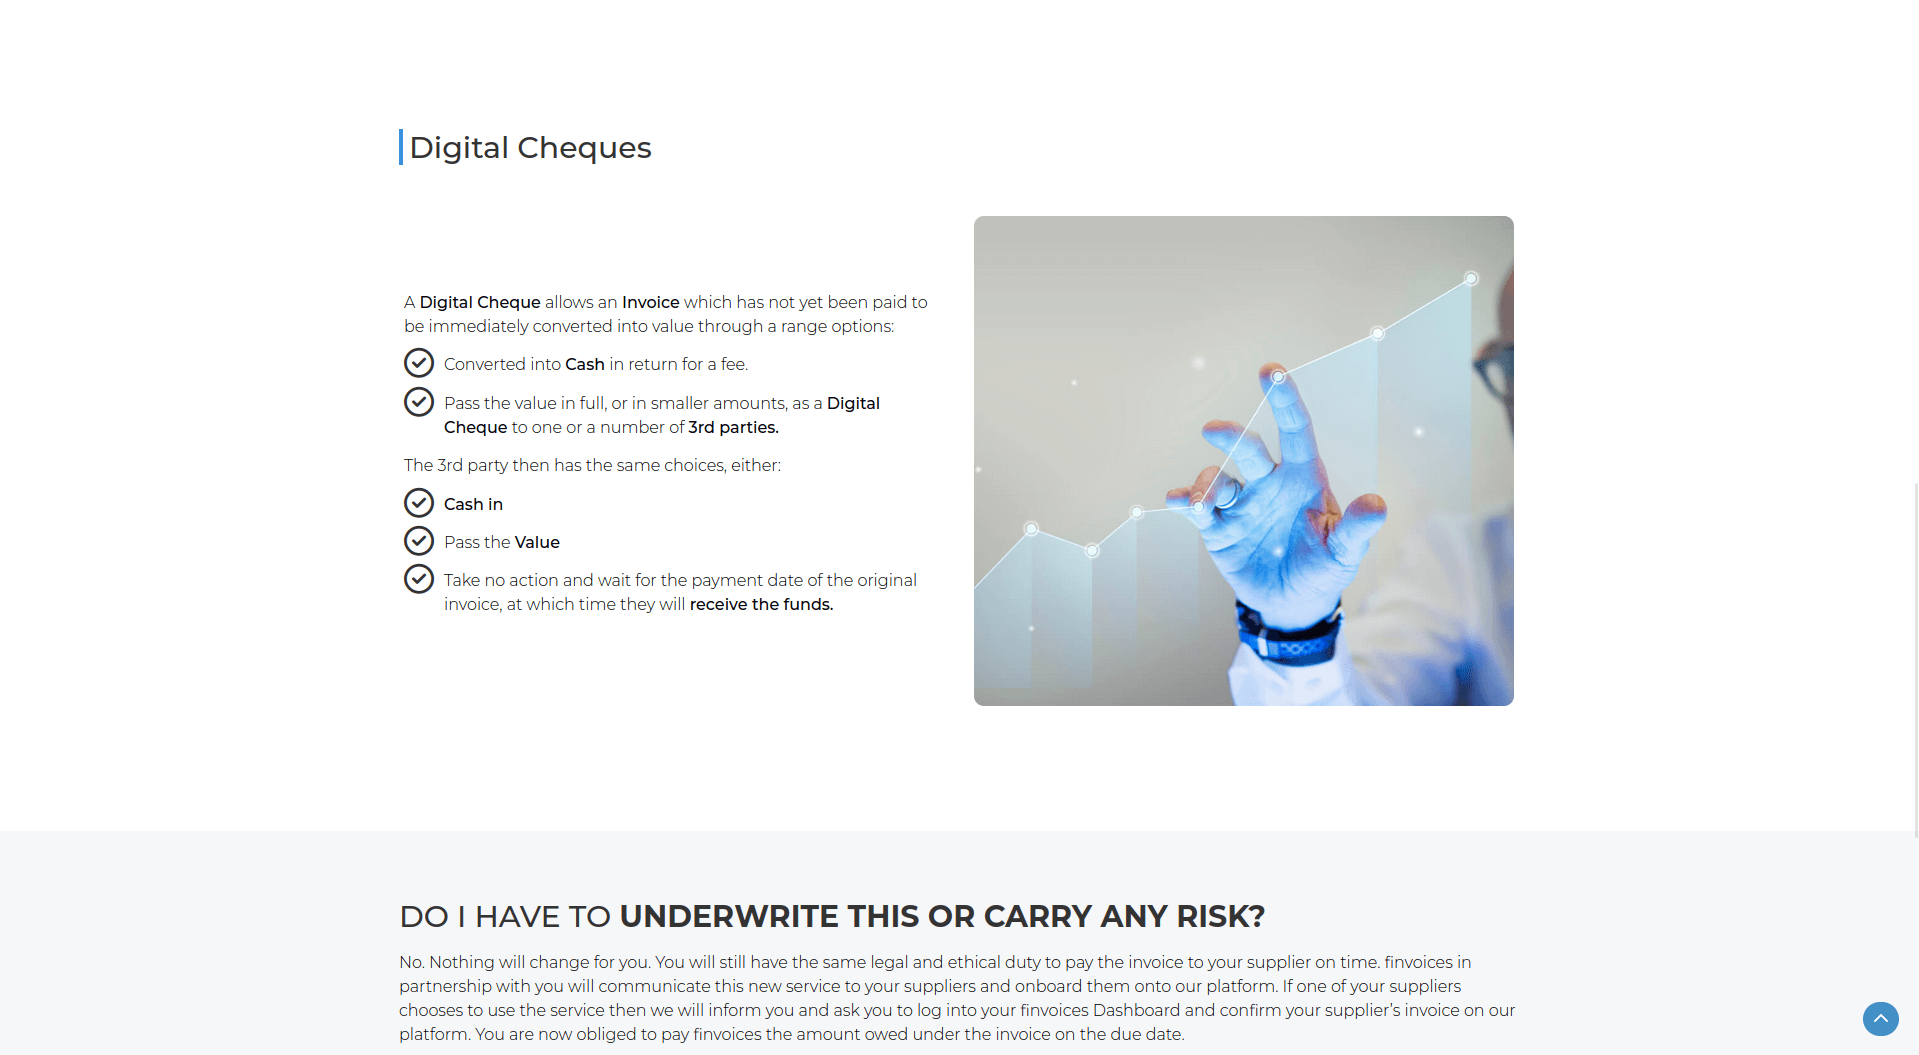 Digital Cheques
A Digital Cheque allows an Invoice which has not yet been paid to
be immediately converted into value through a range options:
Converted into Cash in return for a fee.
Pass the value in full, or in smaller amounts, as a Digital
Cheque to one or a number of 3rd parties.
The 3rd party then has the same choices, either:
Cash in
Pass the Value
Take no action and wait for the payment date of the original
invoice, at which time they will receive the funds.
DO I HAVE TO UNDERWRITE THIS OR CARRY ANY RISK?
No. Nothing will change for you. You will still have the same legal and ethical duty to pay the invoice to your supplier on time. finvoices in
partnership with you will communicate this new service to your suppliers and onboard them onto our platform. If one of your suppliers
chooses to use the service then we will inform you and ask you to log into your finvoices Dashboard and confirm your supplier’s invoice on our
platform. You are now obliged to pay finvoices the amount owed under the invoice on the due date.